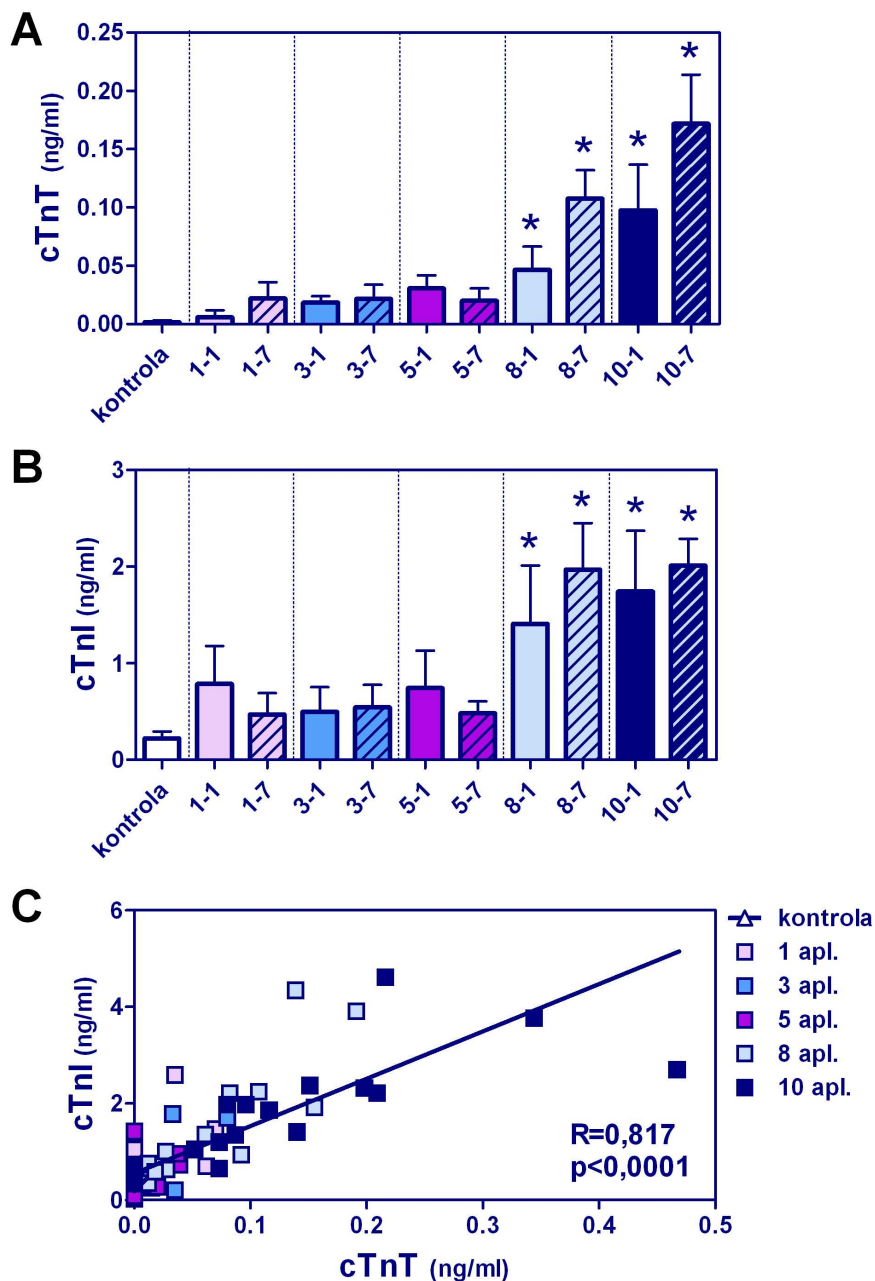 A
cTnT (ng/ml)
0.25
0.20
0.15
0.10
0.05
0.00
* * * *
kontrola 1-1 1-7 3-1 3-7 5-1 5-7 8-1 8-7 10-1 10-7
B
cTnI (ng/ml)
3
2
1
0
* * * *
kontrola 1-1 1-7 3-1 3-7 5-1 5-7 8-1 8-7 10-1 10-7
C
cTnI (ng/ml)
6
4
2
0
R=0,817
p<0,0001
0.0 0.1 0.2 0.3 0.4 0.5
cTnT (ng/ml)
kontrola
1 apl.
3 apl.
5 apl.
8 apl.
10 apl.